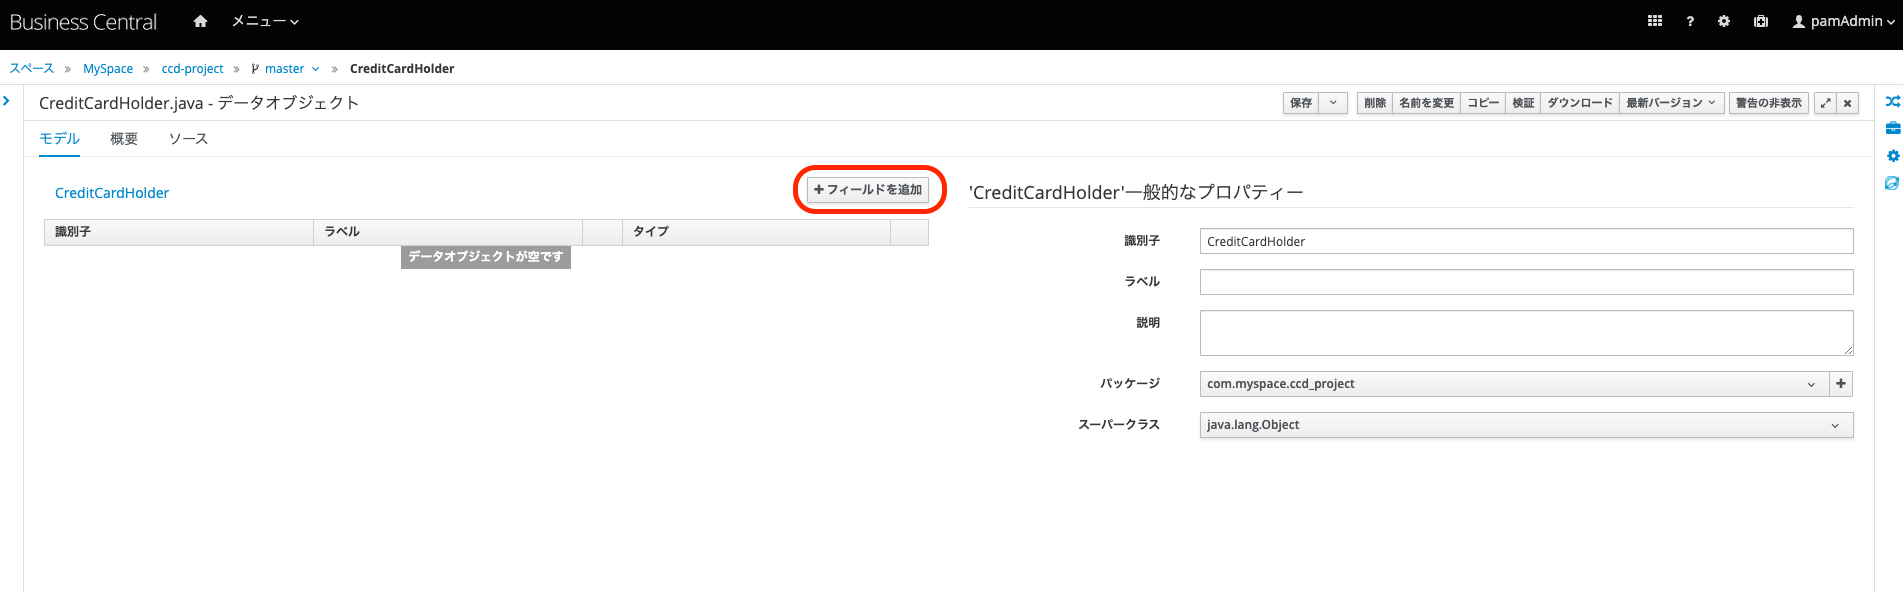 Business Central メニュー pamAdmin
スペース » MySpace » ccd-project » master » CreditCardHolder
CreditCardHolder.java - データオブジェクト 保存 削除 名前を変更 コピー 検証 ダウンロード 最新バージョン 警告の非表示
モデル 概要 ソース
CreditCardHolder +フィールドを追加
識別子 ラベル タイプ
データオブジェクトが空です
'CreditCardHolder'一般的なプロパティー
識別子 CreditCardHolder
ラベル
説明
パッケージ com.myspace.ccd_project
スーパークラス java.lang.Object